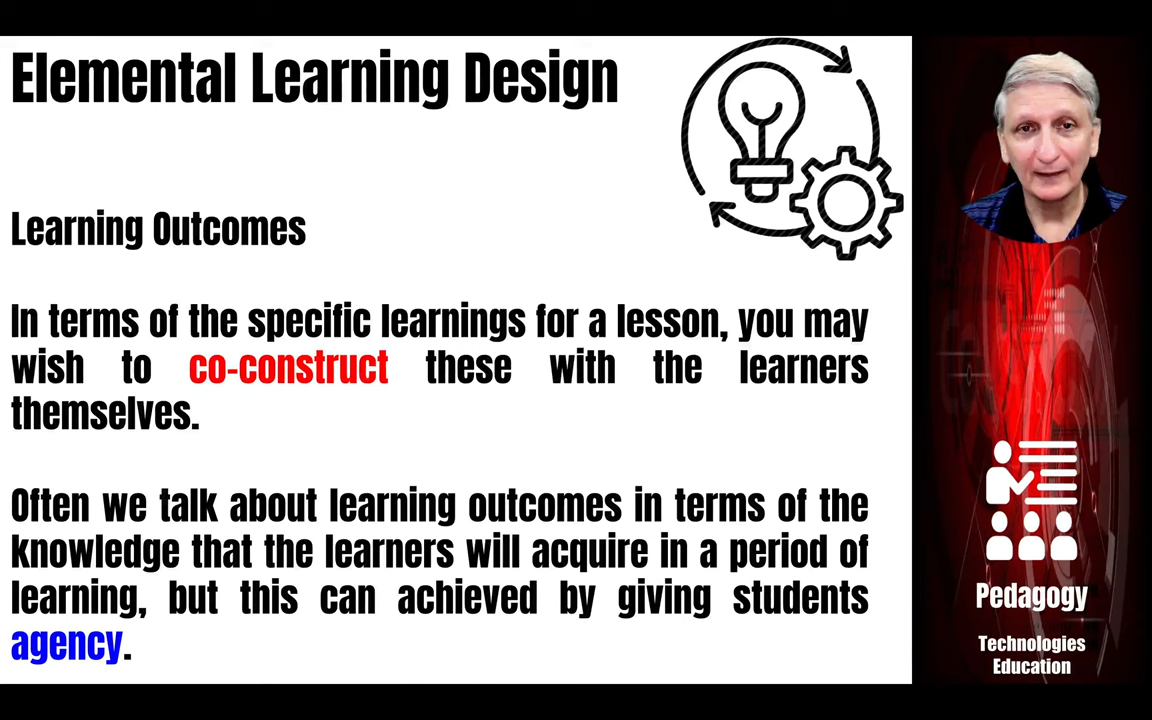 Elemental Learning Design
Learning Outcomes
In terms of the specific learnings for a lesson, you may
wish to co-construct these with the learners
themselves.
Often we talk about learning outcomes in terms of the
knowledge that the learners will acquire in a period of
learning, but this can achieved by giving students
agency.
Pedagogy
Technologies
Education